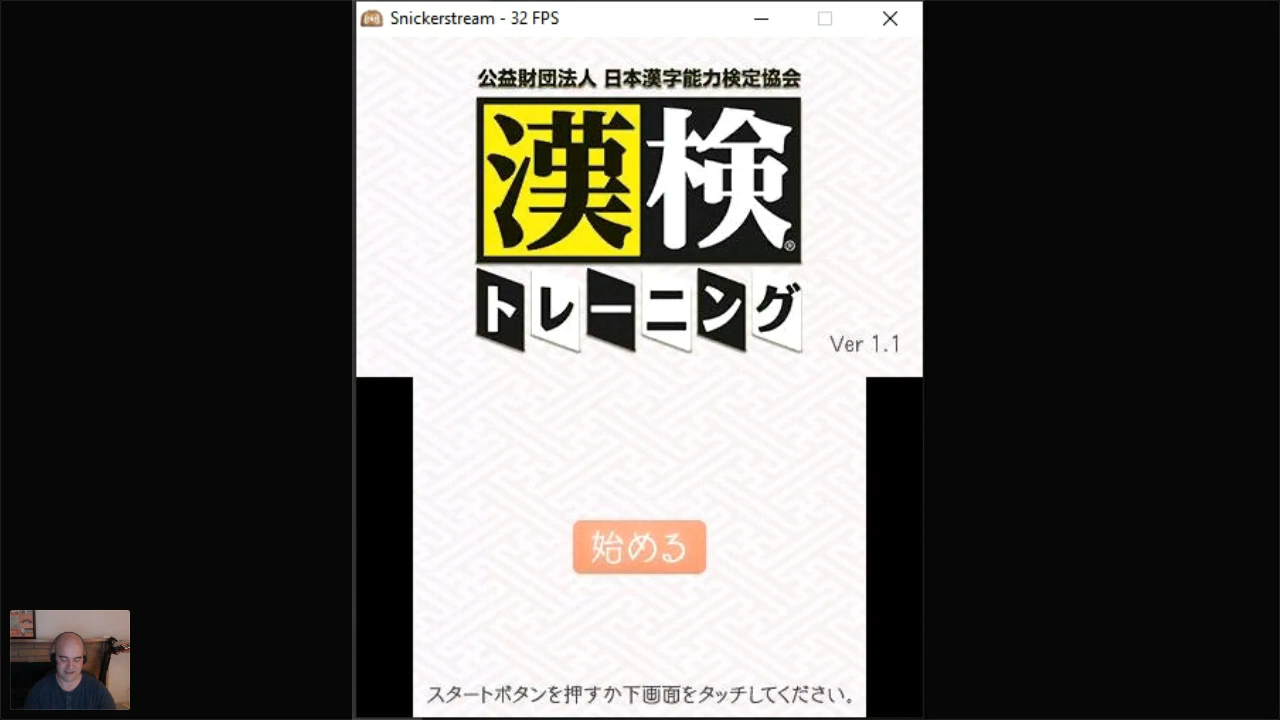 Snickerstream - 32 FPS
公益財団法人 日本漢字能力検定協会
漢検®
トレーニング
Ver 1.1
始める
スタートボタンを押すか下画面をタッチしてください。